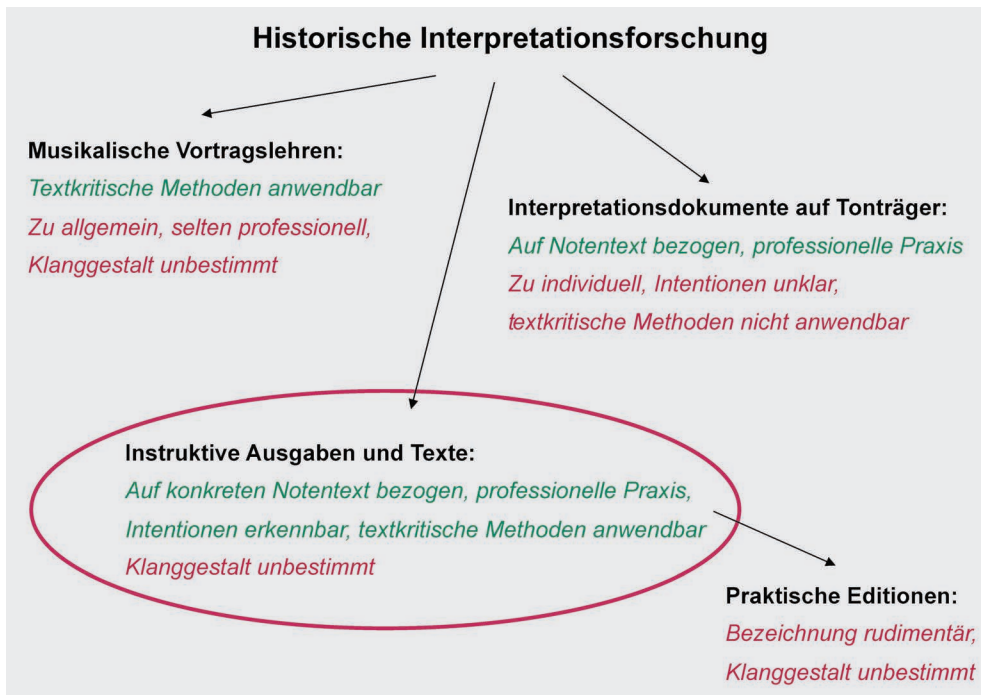 Historische Interpretationsforschung
Musikalische Vortragslehren:
Textkritische Methoden anwendbar
Zu allgemein, selten professionell,
Klanggestalt unbestimmt
Interpretationsdokumente auf Tonträger:
Auf Notentext bezogen, professionelle Praxis
Zu individuell, Intentionen unklar,
textkritische Methoden nicht anwendbar
Instruktive Ausgaben und Texte:
Auf konkreten Notentext bezogen, professionelle Praxis,
Intentionen erkennbar, textkritische Methoden anwendbar
Klanggestalt unbestimmt
Praktische Editionen:
Bezeichnung rudimentär,
Klanggestalt unbestimmt